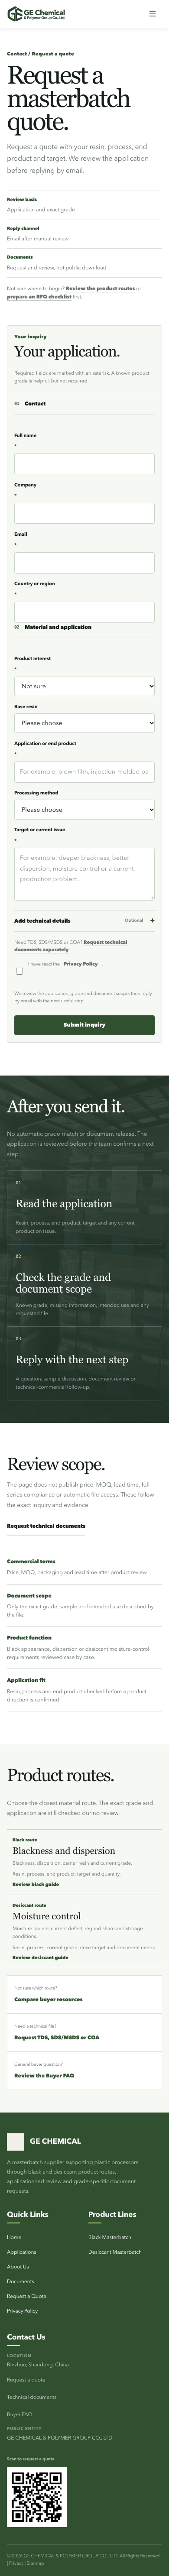 GE Chemical
& Polymer Group Co., Ltd.
Contact / Request a quote
Request a
masterbatch
quote.
Request a quote with your resin, process, end
product and target. We review the application
before replying by email.
Review basis
Application and exact grade
Reply channel
Email after manual review
Documents
Request and review; not public download
Not sure where to begin? Review the product routes or
prepare an RFQ checklist first.
Your inquiry
Your application.
Required fields are marked with an asterisk. A known product
grade is helpful, but not required.
01 Contact
Full name
*
Company
*
Email
*
Country or region
*
02 Material and application
Product interest
*
Not sure
Base resin
Please choose
Application or end product
*
For example, blown film, injection-molded pa
Processing method
Please choose
Target or current issue
*
For example: deeper blackness, better
dispersion, moisture control or a current
production problem.
Add technical details Optional +
Need TDS, SDS/MSDS or COA? Request technical
documents separately
I have read the Privacy Policy
We review the application, grade and document scope, then reply
by email with the next useful step.
Submit inquiry
After you send it.
No automatic grade match or document release. The
application is reviewed before the team confirms a next
step.
01
Read the application
Resin, process, end product, target and any current
production issue.
02
Check the grade and
document scope
Known grade, missing information, intended use and any
requested file.
03
Reply with the next step
A question, sample discussion, document review or
technical-commercial follow-up.
Review scope.
The page does not publish price, MOQ, lead time, full-
series compliance or automatic file access. These follow
the exact inquiry and evidence.
Request technical documents
Commercial terms
Price, MOQ, packaging and lead time after product review.
Document scope
Only the exact grade, sample and intended use described by
the file.
Product function
Black appearance, dispersion or desiccant moisture-control
requirements reviewed case by case.
Application fit
Resin, process and end product checked before a product
direction is confirmed.
Product routes.
Choose the closest material route. The exact grade and
application are still checked during review.
Black route
Blackness and dispersion
Blackness, dispersion, carrier resin and current grade.
Resin, process, end product, target and quantity.
Review black guide
Desiccant route
Moisture control
Moisture source, current defect, regrind share and storage
conditions.
Resin, process, current grade, dose target and document needs.
Review desiccant guide
Not sure which route?
Compare buyer resources
Need a technical file?
Request TDS, SDS/MSDS or COA
General buyer question?
Review the Buyer FAQ
GE CHEMICAL
A masterbatch supplier supporting plastic processors
through black and desiccant product routes,
application-led review and grade-specific document
requests.
Quick Links
Home
Applications
About Us
Documents
Request a Quote
Privacy Policy
Product Lines
Black Masterbatch
Desiccant Masterbatch
Contact Us
LOCATION
Binzhou, Shandong, China
Request a quote
Technical documents
Buyer FAQ
PUBLIC ENTITY
GE CHEMICAL & POLYMER GROUP CO., LTD
Scan to request a quote
© 2026 GE CHEMICAL & POLYMER GROUP CO., LTD. All Rights Reserved.
| Privacy | Sitemap